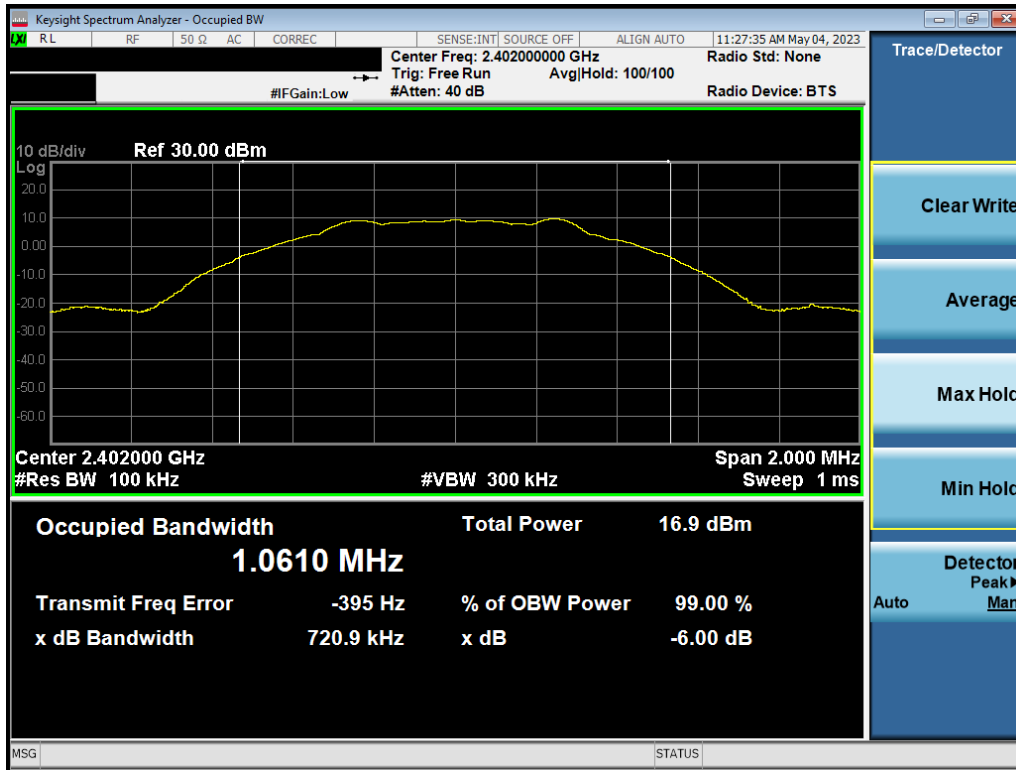 Keysight Spectrum Analyzer - Occupied BW
LXI RL RF 50 Ω AC CORREC SENSE:INT SOURCE OFF ALIGN AUTO 11:27:35 AM May 04, 2023
Center Freq: 2.402000000 GHz Radio Std: None
Trig: Free Run Avg|Hold: 100/100
#IFGain:Low #Atten: 40 dB Radio Device: BTS
Trace/Detector
10 dB/div Ref 30.00 dBm
Log
20.0
10.0
0.00
-10.0
-20.0
-30.0
-40.0
-50.0
-60.0
Center 2.402000 GHz Span 2.000 MHz
#Res BW 100 kHz #VBW 300 kHz Sweep 1 ms
Occupied Bandwidth Total Power 16.9 dBm
1.0610 MHz
Transmit Freq Error -395 Hz % of OBW Power 99.00 %
x dB Bandwidth 720.9 kHz x dB -6.00 dB
Clear Write
Average
Max Hold
Min Hold
Detector
Peak▶
Auto Man
MSG STATUS